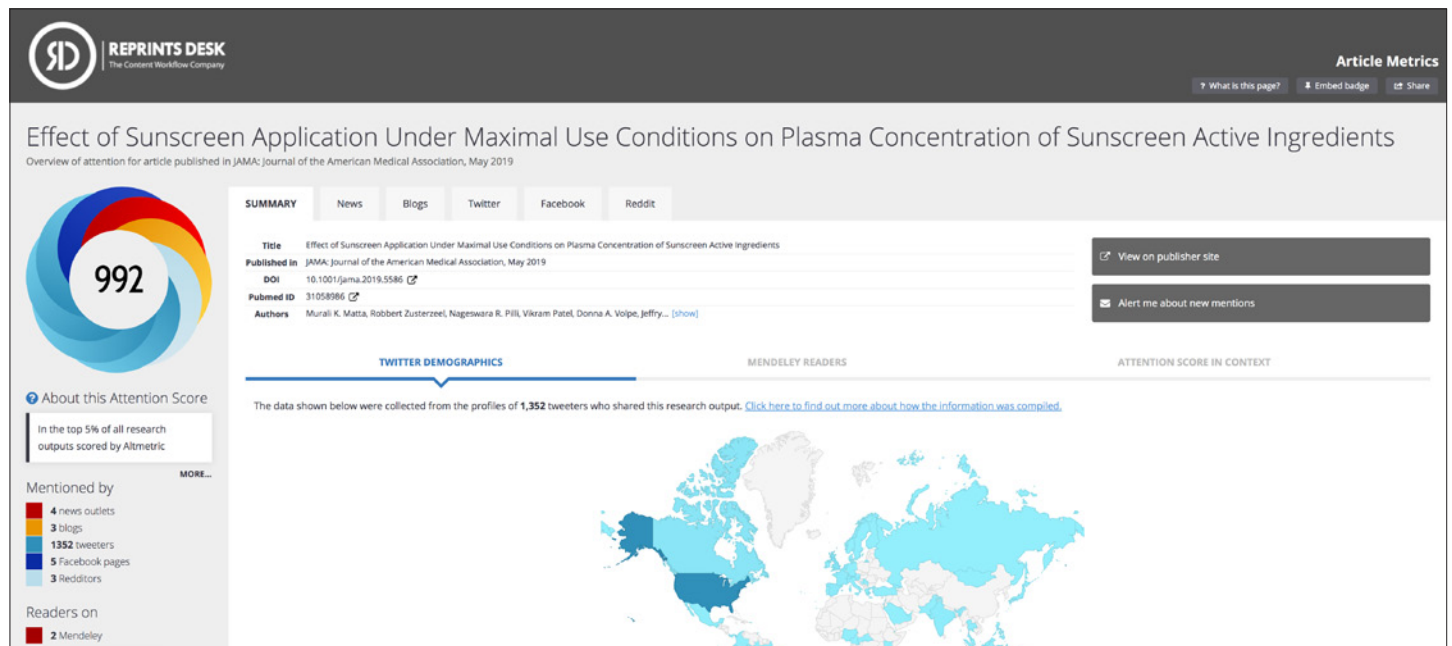 REPRINTS DESK
The Content Workflow Company
Article Metrics
? What is this page?
Embed badge
Share
Effect of Sunscreen Application Under Maximal Use Conditions on Plasma Concentration of Sunscreen Active Ingredients
Overview of attention for article published in JAMA: Journal of the American Medical Association, May 2019
992
SUMMARY
News
Blogs
Twitter
Facebook
Reddit
Title Effect of Sunscreen Application Under Maximal Use Conditions on Plasma Concentration of Sunscreen Active Ingredients
Published in JAMA: Journal of the American Medical Association, May 2019
DOI 10.1001/jama.2019.5586
Pubmed ID 31058986
Authors Murali K. Matta, Robbert Zusterzeel, Nageswara R. Pilli, Vikram Patel, Donna A. Volpe, Jeffry... [show]
View on publisher site
Alert me about new mentions
TWITTER DEMOGRAPHICS
MENDELEY READERS
ATTENTION SCORE IN CONTEXT
The data shown below were collected from the profiles of 1,352 tweeters who shared this research output. Click here to find out more about how the information was compiled.
? About this Attention Score
In the top 5% of all research
outputs scored by Altmetric
MORE...
Mentioned by
4 news outlets
3 blogs
1352 tweeters
5 Facebook pages
3 Redditors
Readers on
2 Mendeley